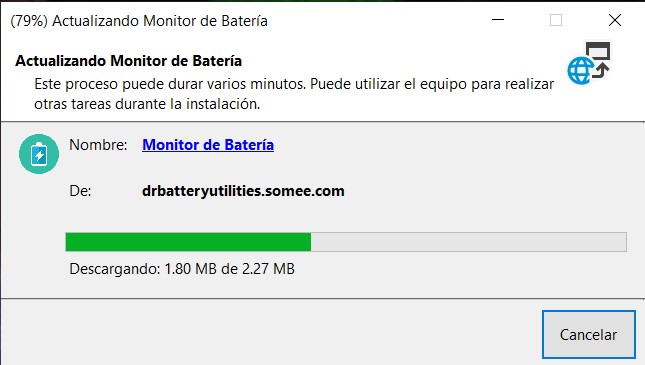 (79%) Actualizando Monitor de Batería
Actualizando Monitor de Batería
Este proceso puede durar varios minutos. Puede utilizar el equipo para realizar
otras tareas durante la instalación.
Nombre: Monitor de Batería
De: drbatteryutilities.somee.com
Descargando: 1.80 MB de 2.27 MB
Cancelar